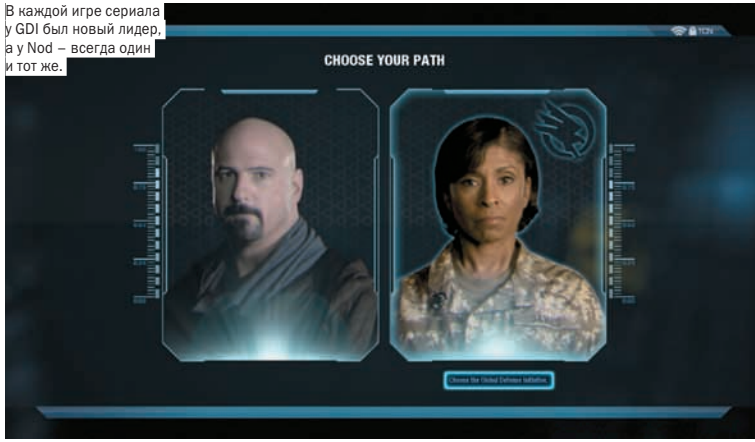 В каждой игре сериала
у GDI был новый лидер,
а у Nod – всегда один
и тот же.
TCN
CHOOSE YOUR PATH
Choose the Global Defense Initiative.